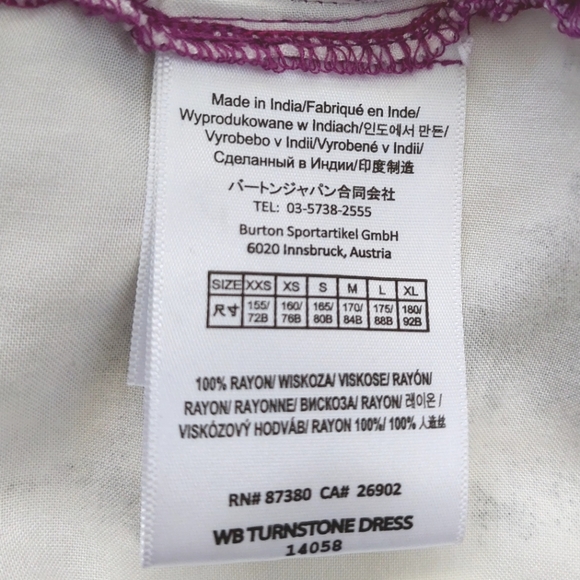 Made in India/Fabriqué en Inde/
Wyprodukowane w Indiach/인도에서 만든/
Vyrobebo v Indii/Vyrobené v Indii/
Сделанный в Индии/印度制造
バートンジャパン合同会社
TEL: 03-5738-2555
Burton Sportartikel GmbH
6020 Innsbruck, Austria
SIZE XXS XS S M L XL
尺寸 155/72B 160/76B 165/80B 170/84B 175/88B 180/92B
100% RAYON/ WISKOZA/ VISKOSE/ RAYÓN/
RAYON/ RAYONNE/ ВИСКОЗА/ RAYON/ 레이온 /
VISKÓZOVÝ HODVÁB/ RAYON 100%/ 100% 人造丝
RN# 87380 CA# 26902
WB TURNSTONE DRESS
14058